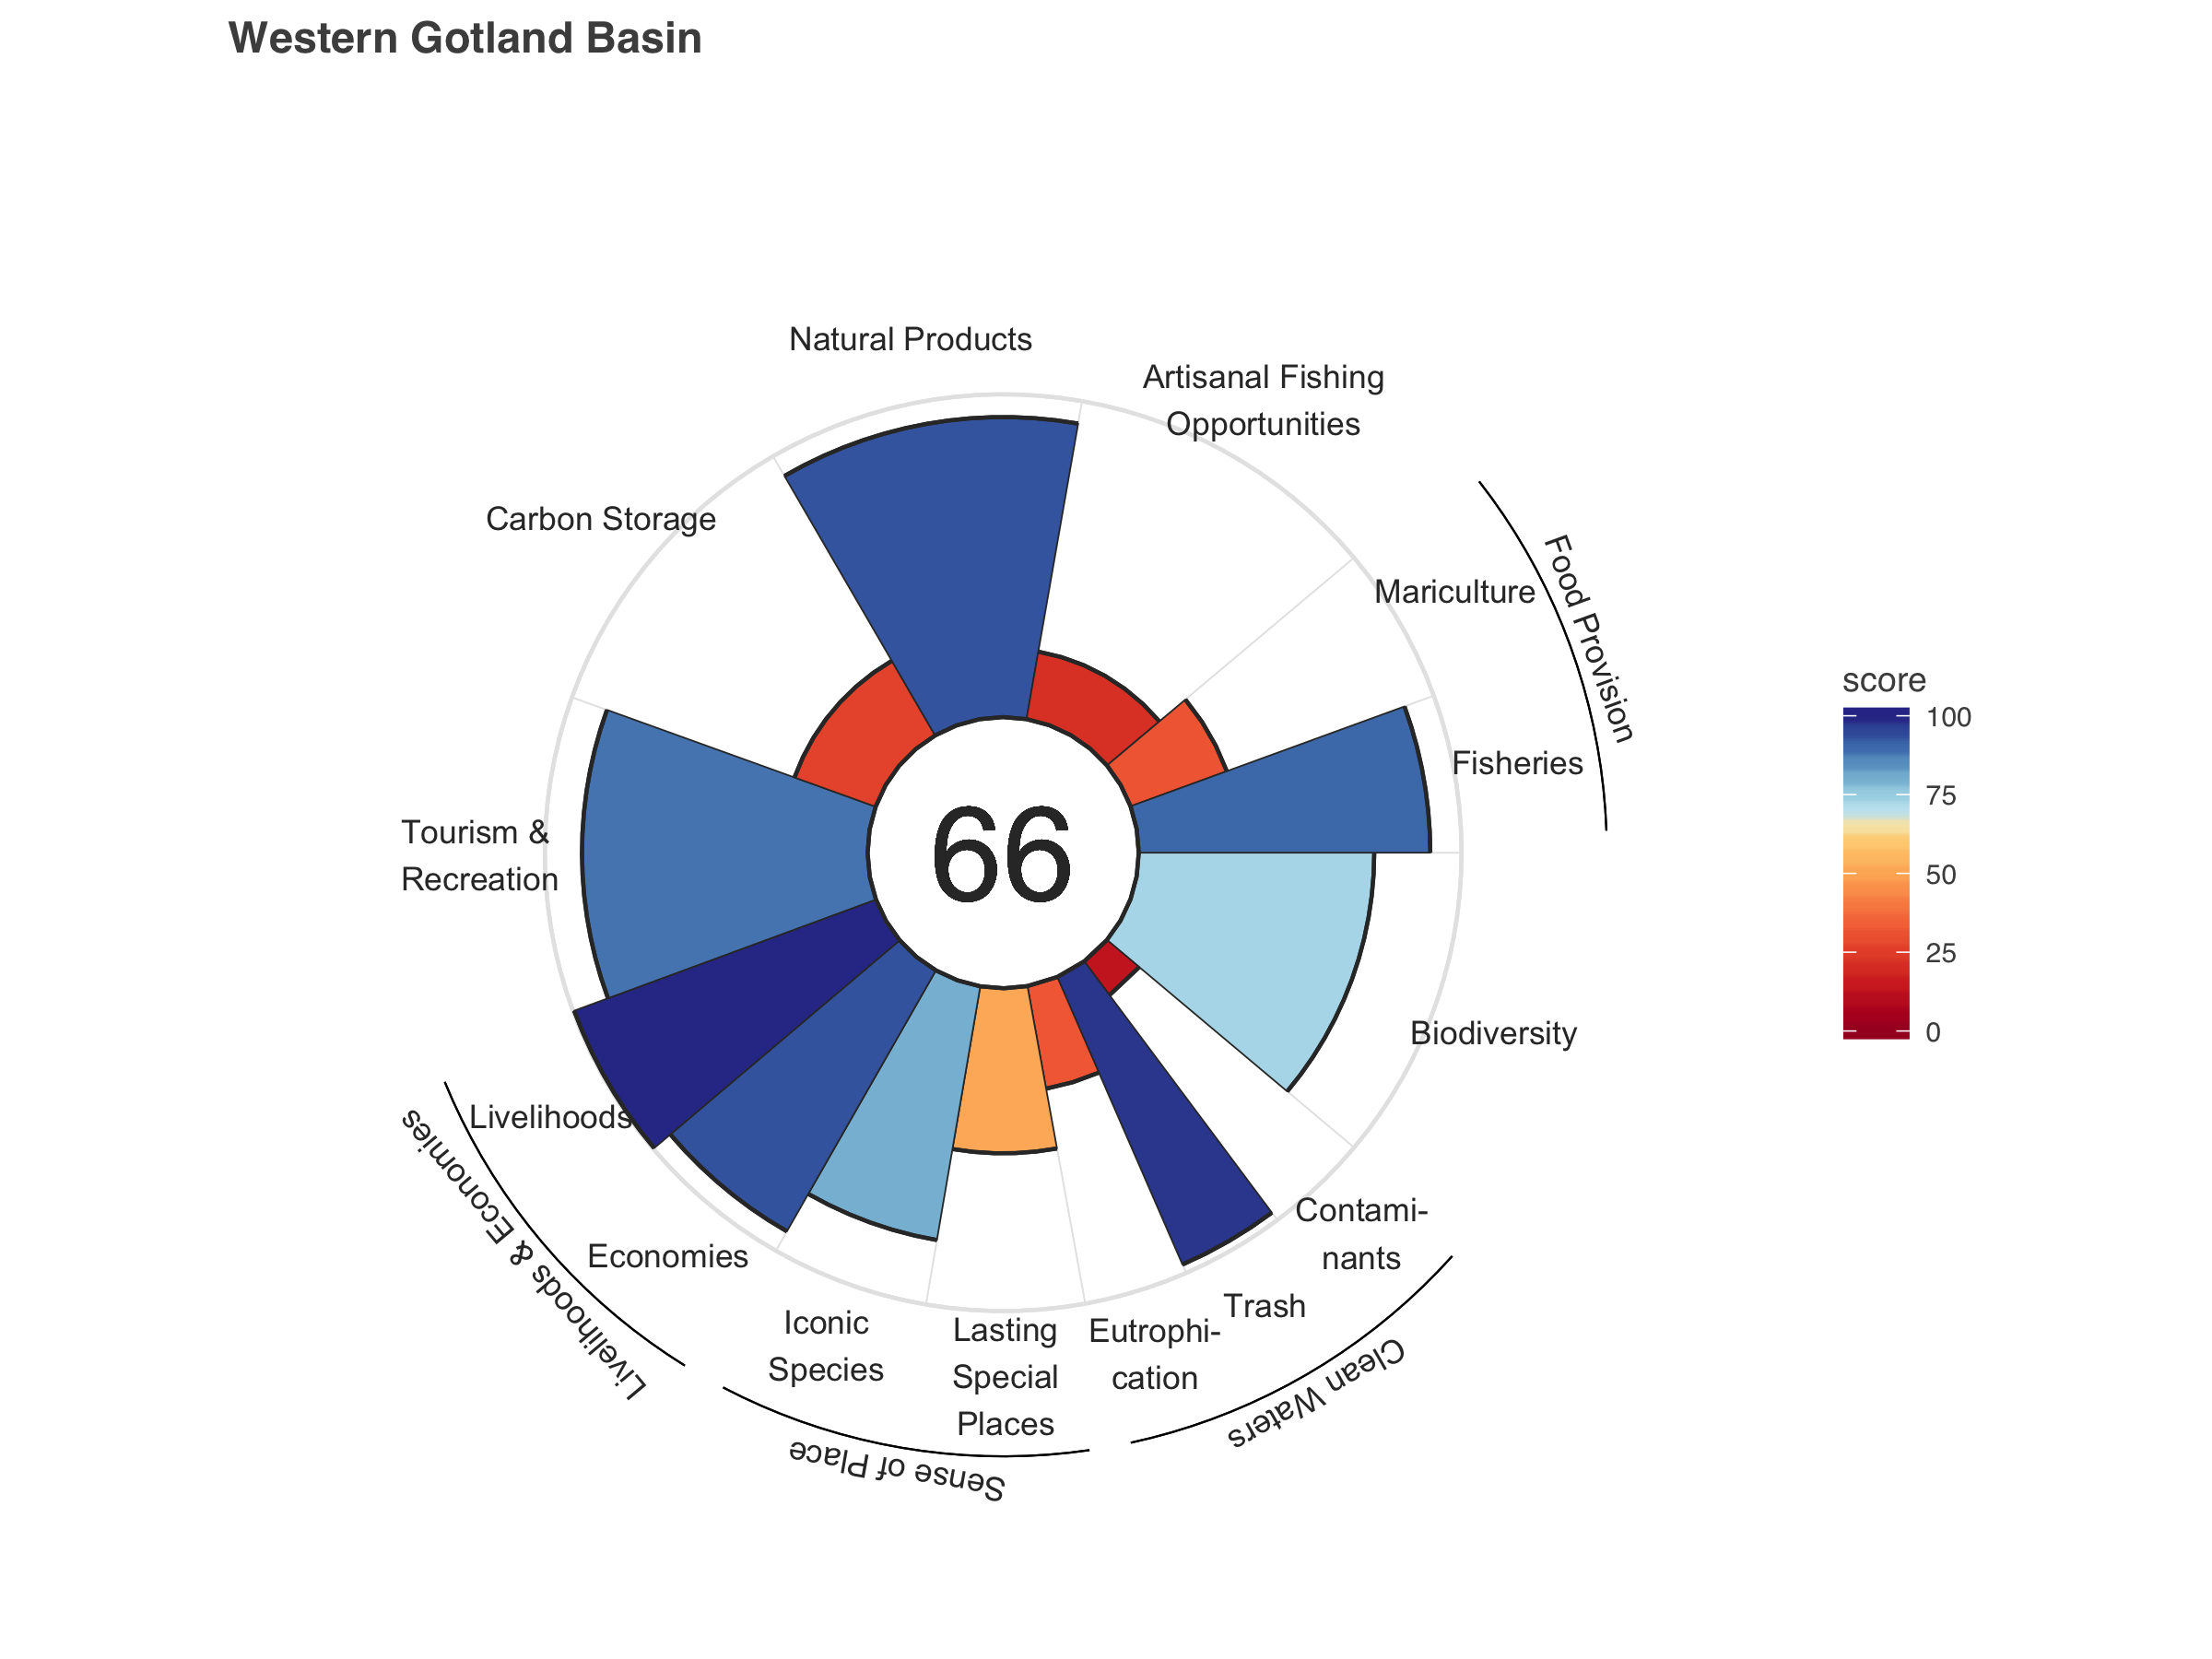 Western Gotland Basin
Natural Products
Artisanal Fishing
Opportunities
Carbon Storage
Mariculture
Food Provision
Fisheries
Tourism &
Recreation
66
Biodiversity
Livelihoods
Livelihoods & Economies
Economies
Contami-
nants
Trash
Clean Waters
Eutrophi-
cation
Iconic
Species
Lasting
Special
Places
Sense of Place
score
100
75
50
25
0